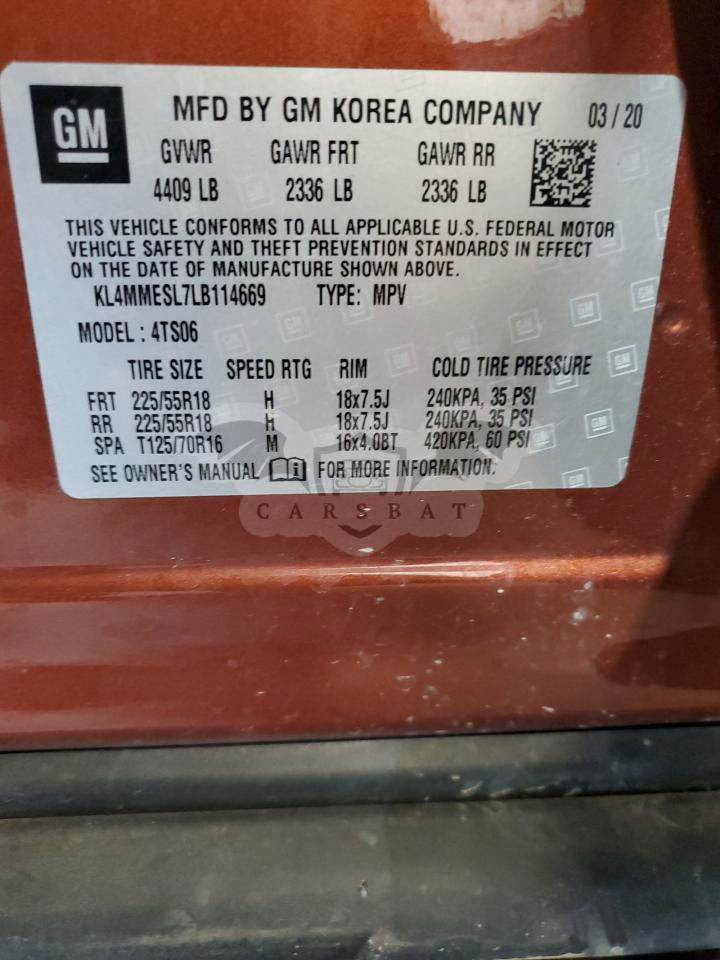 GM
MFD BY GM KOREA COMPANY 03 / 20
GVWR GAWR FRT GAWR RR
4409 LB 2336 LB 2336 LB
THIS VEHICLE CONFORMS TO ALL APPLICABLE U.S. FEDERAL MOTOR
VEHICLE SAFETY AND THEFT PREVENTION STANDARDS IN EFFECT
ON THE DATE OF MANUFACTURE SHOWN ABOVE.
KL4MMESL7LB114669 TYPE: MPV
MODEL : 4TS06
TIRE SIZE SPEED RTG RIM COLD TIRE PRESSURE
FRT 225/55R18 H 18x7.5J 240KPA, 35 PSI
RR 225/55R18 H 18x7.5J 240KPA, 35 PSI
SPA T125/70R16 M 16x4.0BT 420KPA, 60 PSI
SEE OWNER'S MANUAL FOR MORE INFORMATION.
CARSBAT